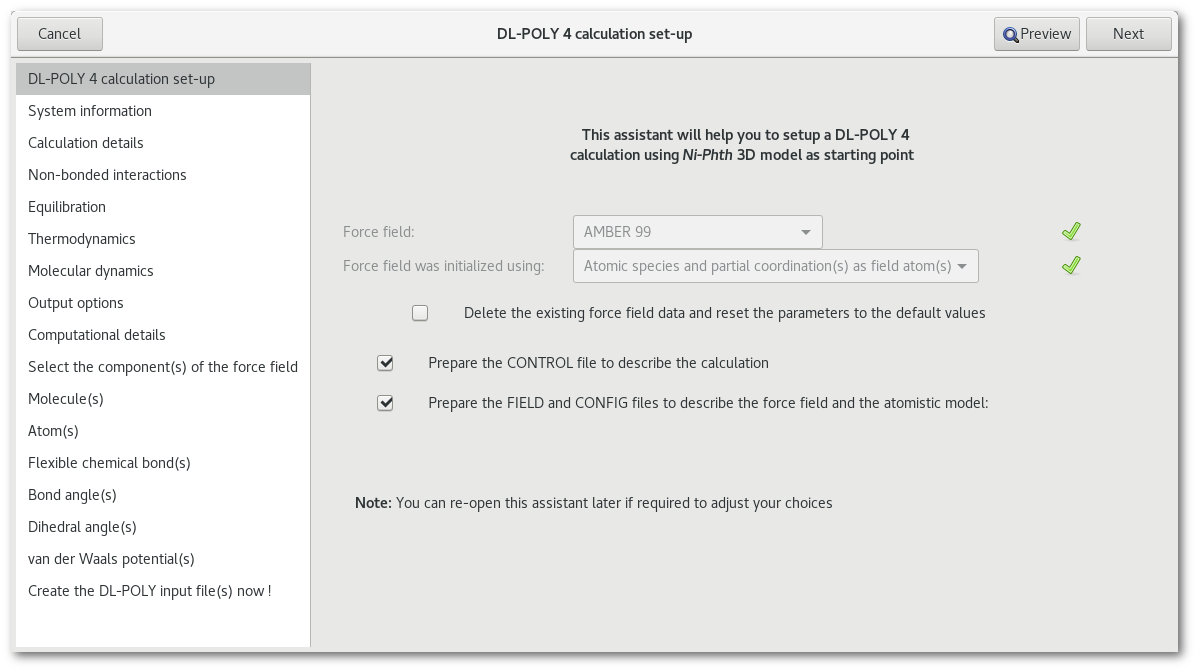 Cancel
DL-POLY 4 calculation set-up
Preview
Next
DL-POLY 4 calculation set-up
System information
Calculation details
Non-bonded interactions
Equilibration
Thermodynamics
Molecular dynamics
Output options
Computational details
Select the component(s) of the force field
Molecule(s)
Atom(s)
Flexible chemical bond(s)
Bond angle(s)
Dihedral angle(s)
van der Waals potential(s)
Create the DL-POLY input file(s) now !
This assistant will help you to setup a DL-POLY 4
calculation using Ni-Phth 3D model as starting point
Force field:
AMBER 99
Force field was initialized using:
Atomic species and partial coordination(s) as field atom(s)
Delete the existing force field data and reset the parameters to the default values
Prepare the CONTROL file to describe the calculation
Prepare the FIELD and CONFIG files to describe the force field and the atomistic model:
Note: You can re-open this assistant later if required to adjust your choices